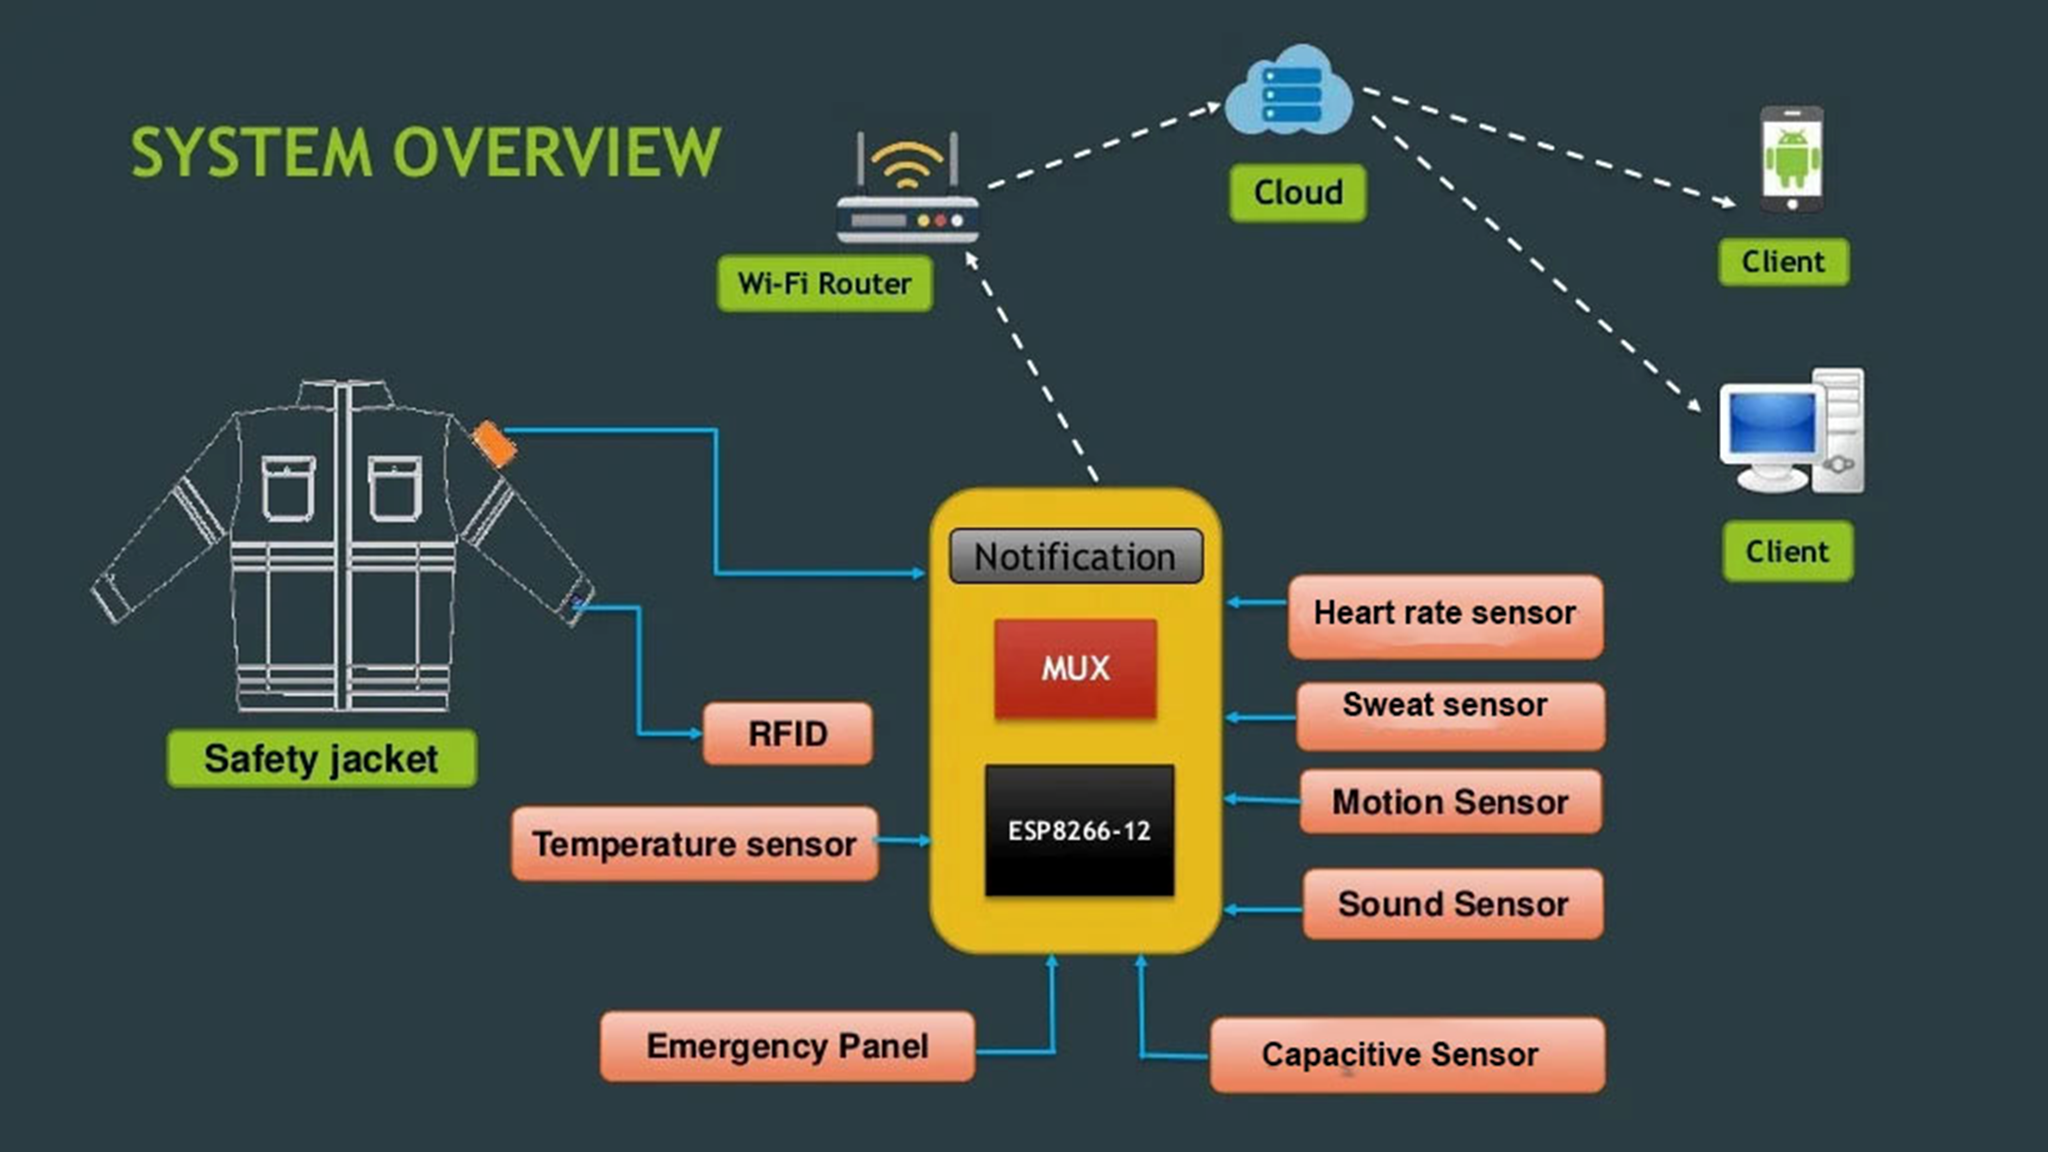 SYSTEM OVERVIEW
Cloud
Client
Wi-Fi Router
Client
Notification
Heart rate sensor
MUX
Sweat sensor
RFID
Safety jacket
Motion Sensor
ESP8266-12
Temperature sensor
Sound Sensor
Emergency Panel
Capacitive Sensor